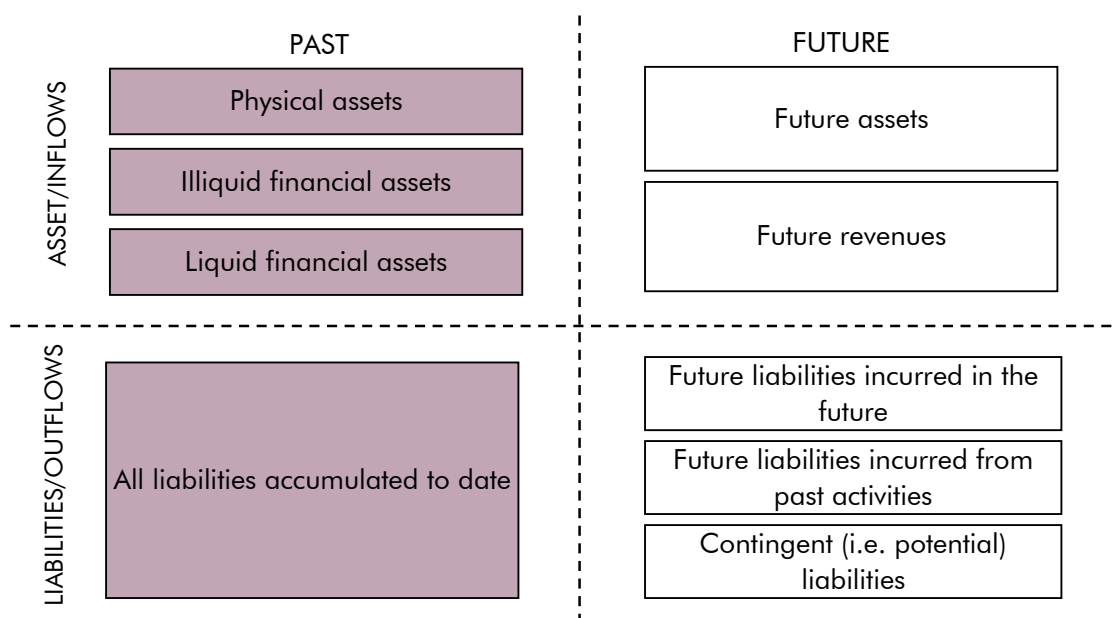 PAST
FUTURE
ASSET/INFLOWS
Physical assets
Illiquid financial assets
Liquid financial assets
Future assets
Future revenues
LIABILITIES/OUTFLOWS
All liabilities accumulated to date
Future liabilities incurred in the
future
Future liabilities incurred from
past activities
Contingent (i.e. potential)
liabilities